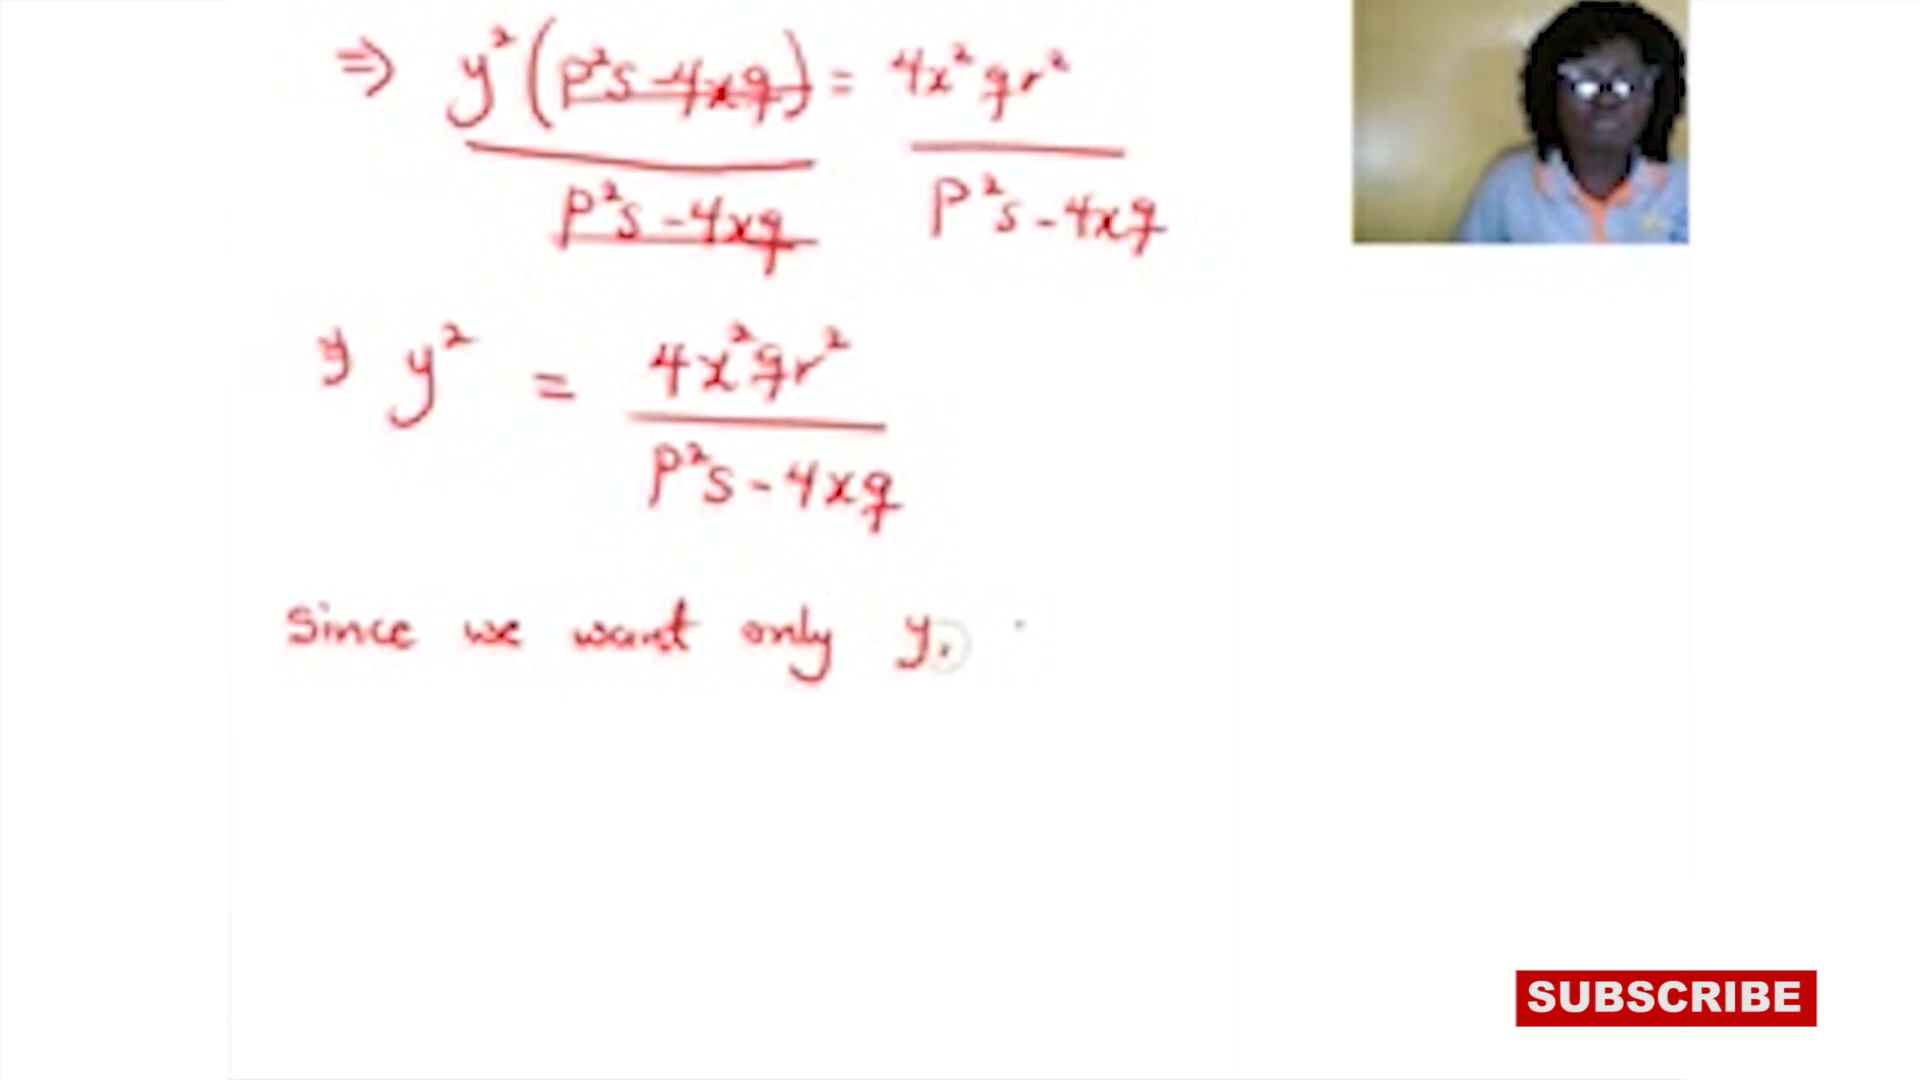 ⇒ y²(p²s-4xq) = 4x²qr²
p²s-4xq p²s-4xq
y y² = 4x²qr²
p²s-4xq
Since we want only y,
SUBSCRIBE